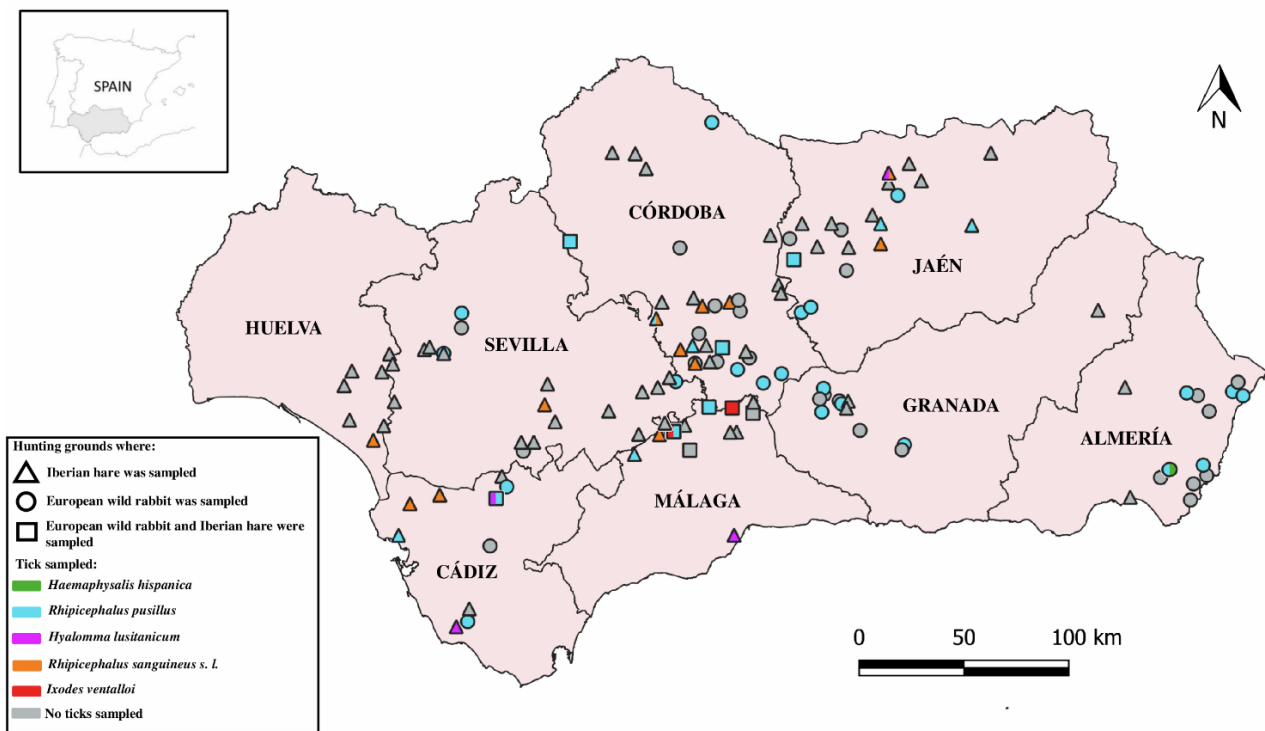 SPAIN
N
CÓRDOBA
JAÉN
HUELVA
SEVILLA
GRANADA
ALMERÍA
MÁLAGA
CÁDIZ
Hunting grounds where:
Iberian hare was sampled
European wild rabbit was sampled
European wild rabbit and Iberian hare were
sampled
Tick sampled:
Haemaphysalis hispanica
Rhipicephalus pusillus
Hyalomma lusitanicum
Rhipicephalus sanguineus s. l.
Ixodes ventalloi
No ticks sampled
0 50 100 km